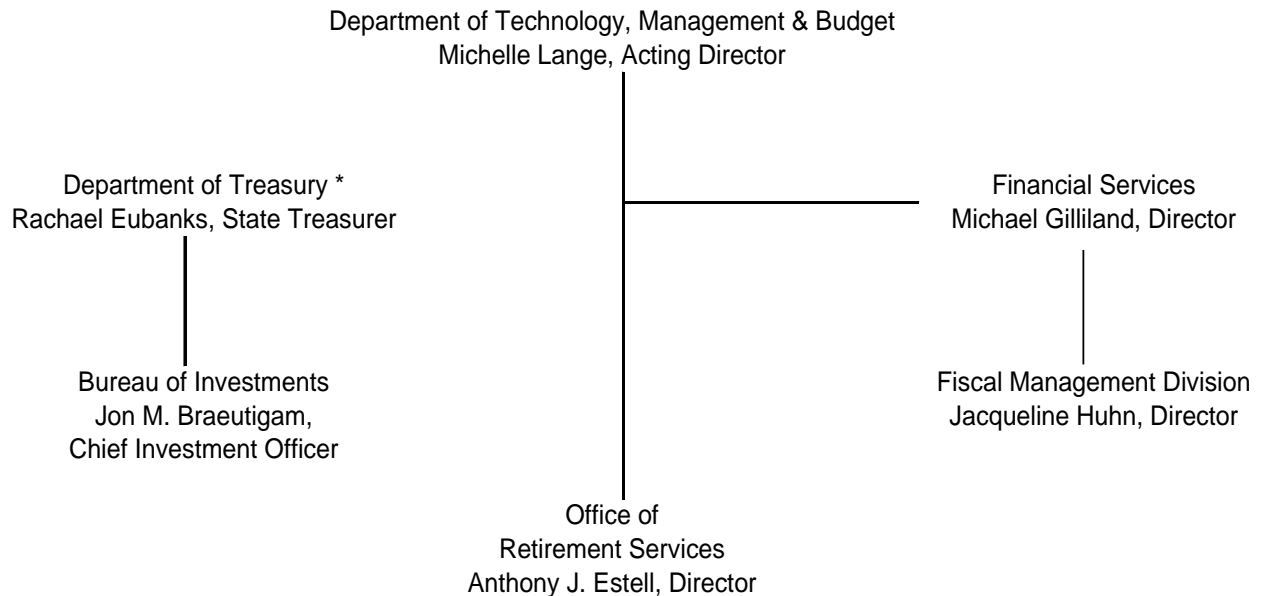 Department of Technology, Management & Budget
Michelle Lange, Acting Director
Department of Treasury *
Rachael Eubanks, State Treasurer
Financial Services
Michael Gilliland, Director
Bureau of Investments
Jon M. Braeutigam,
Chief Investment Officer
Fiscal Management Division
Jacqueline Huhn, Director
Office of
Retirement Services
Anthony J. Estell, Director